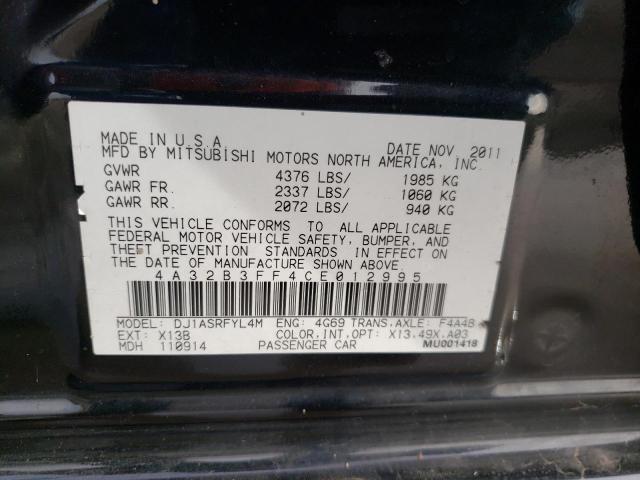 MADE IN U.S.A. DATE NOV 2011
MFD BY MITSUBISHI MOTORS NORTH AMERICA, INC.
GVWR 4376 LBS/ 1985 KG
GAWR FR. 2337 LBS/ 1060 KG
GAWR RR. 2072 LBS/ 940 KG
THIS VEHICLE CONFORMS TO ALL APPLICABLE
FEDERAL MOTOR VEHICLE SAFETY, BUMPER, AND
THEFT PREVENTION STANDARDS IN EFFECT ON
THE DATE OF MANUFACTURE SHOWN ABOVE.
4A32B3FF4CE012995
MODEL: DJ1ASRFYL4M ENG: 4G69 TRANS,AXLE: F4A4B
EXT: X13B COLOR,INT,OPT: X13,49X,A03
MDH 110914 PASSENGER CAR MU001418